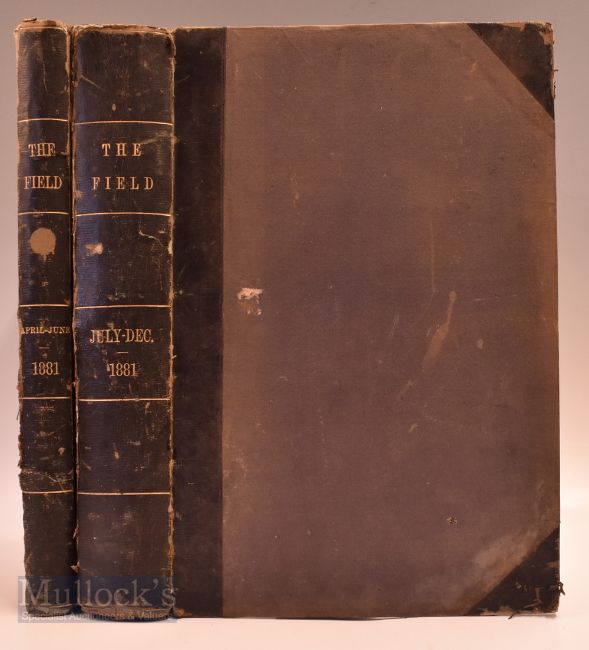 THE
FIELD
APRIL-JUNE
1881
THE
FIELD
JULY-DEC.
1881
Mullock's
Specialist Auctioneers & Valuers